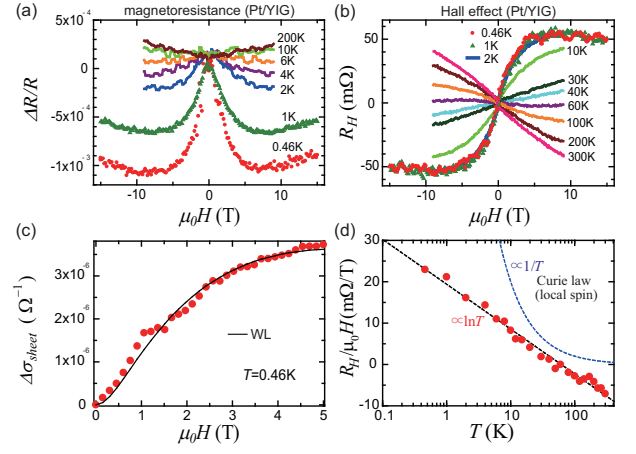 (a) magnetoresistance (Pt/YIG)
5x10⁻⁴
0
-5x10⁻⁴
-1x10⁻³
ΔR/R
200K
10K
6K
4K
2K
1K
0.46K
-10 0 10
μ₀H (T)
(b) Hall effect (Pt/YIG)
50
0
-50
R_H (mΩ)
0.46K
1K
2K
10K
30K
40K
60K
100K
200K
300K
-10 0 10
μ₀H (T)
(c)
3x10⁻⁶
2x10⁻⁶
1x10⁻⁶
0
Δσ_sheet (Ω⁻¹)
WL
T=0.46K
0 1 2 3 4 5
μ₀H (T)
(d)
30
20
10
0
-10
R_H/μ₀H (mΩ/T)
∝1/T
Curie law
(local spin)
∝lnT
0.1 1 10 100
T (K)